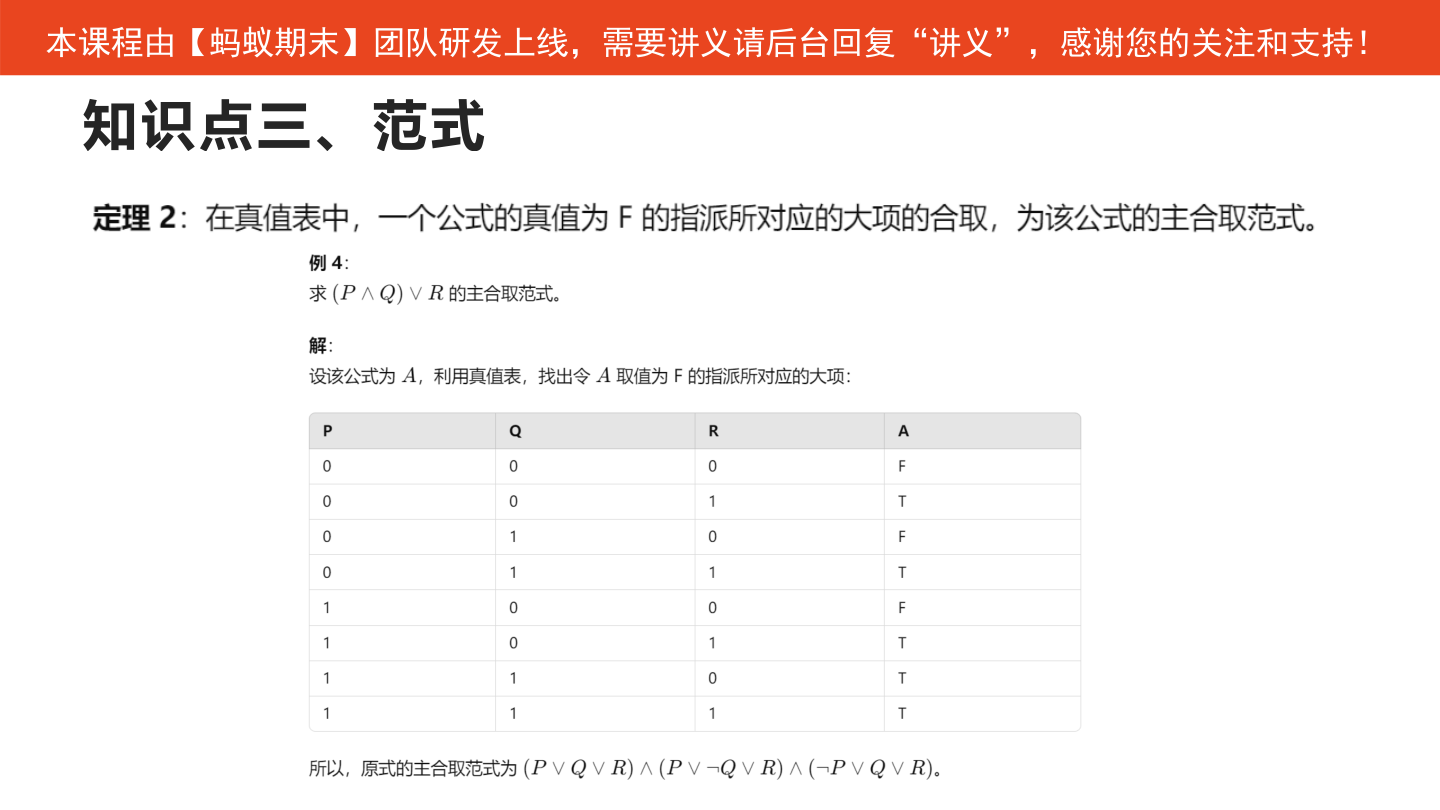 本课程由【蚂蚁期末】团队研发上线，需要讲义请后台回复“讲义”，感谢您的关注和支持！
知识点三、范式
定理 2：在真值表中，一个公式的真值为 F 的指派所对应的大项的合取，为该公式的主合取范式。
例 4：
求 (P ∧ Q) ∨ R 的主合取范式。
解：
设该公式为 A，利用真值表，找出令 A 取值为 F 的指派所对应的大项：
P Q R A
0 0 0 F
0 0 1 T
0 1 0 F
0 1 1 T
1 0 0 F
1 0 1 T
1 1 0 T
1 1 1 T
所以，原式的主合取范式为 (P ∨ Q ∨ R) ∧ (P ∨ ¬Q ∨ R) ∧ (¬P ∨ Q ∨ R)。